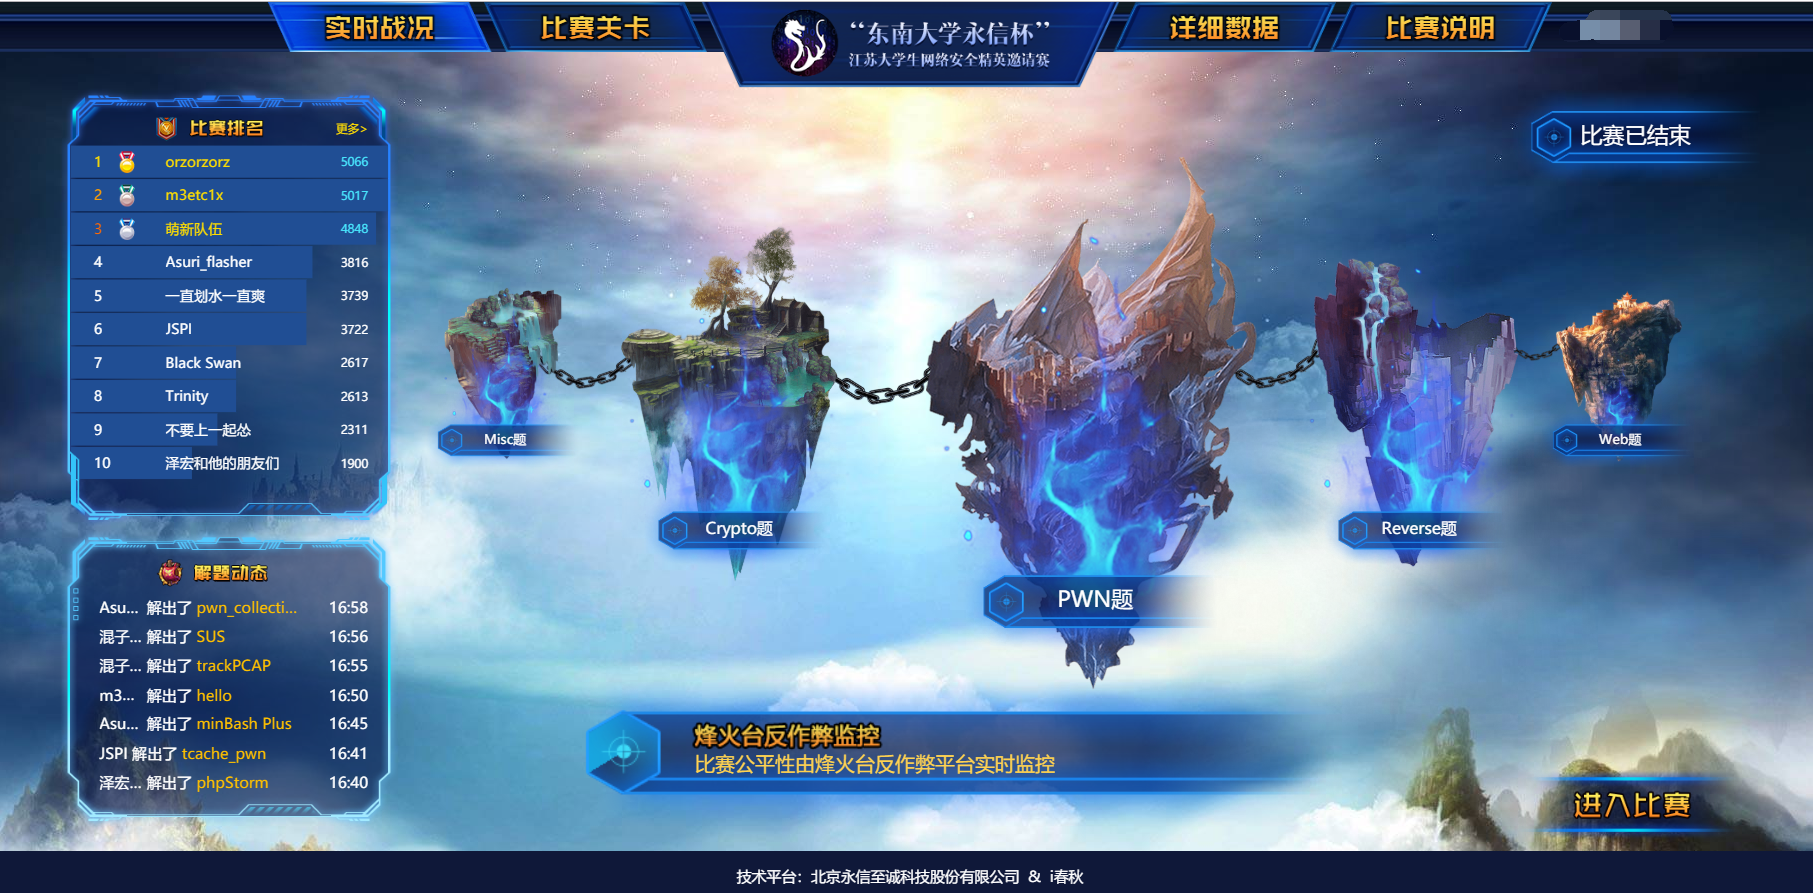 实时战况
比赛关卡
“东南大学永信杯”
江苏大学生网络安全精英邀请赛
详细数据
比赛说明
比赛排名
更多>
1 orzorzorz 5066
2 m3etc1x 5017
3 萌新队伍 4848
4 Asuri_flasher 3816
5 一直划水一直爽 3739
6 JSPI 3722
7 Black Swan 2617
8 Trinity 2613
9 不要上一起怂 2311
10 泽宏和他的朋友们 1900
比赛已结束
Misc题
Crypto题
PWN题
Reverse题
Web题
解题动态
Asu... 解出了 pwn_collecti... 16:58
混子... 解出了 SUS 16:56
混子... 解出了 trackPCAP 16:55
m3... 解出了 hello 16:50
Asu... 解出了 minBash Plus 16:45
JSPI 解出了 tcache_pwn 16:41
泽宏... 解出了 phpStorm 16:40
烽火台反作弊监控
比赛公平性由烽火台反作弊平台实时监控
进入比赛
技术平台：北京永信至诚科技股份有限公司 & i春秋